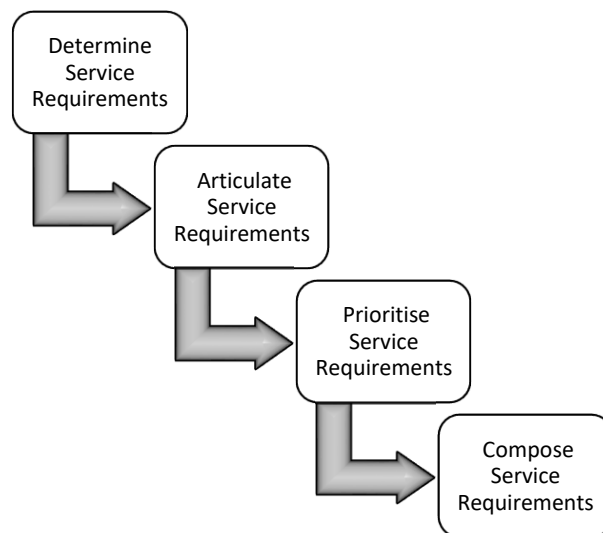 Determine
Service
Requirements
Articulate
Service
Requirements
Prioritise
Service
Requirements
Compose
Service
Requirements